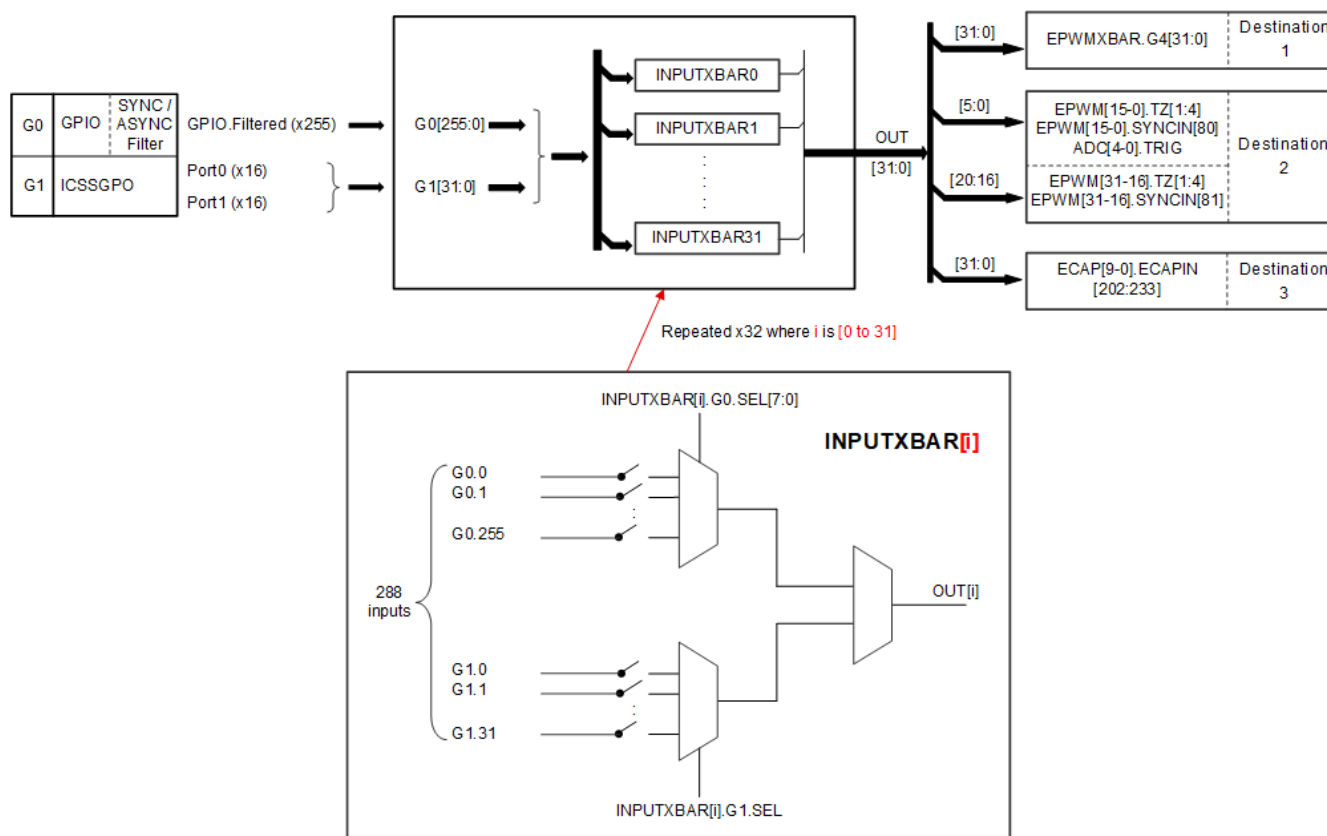 G0
GPIO
SYNC /
ASYNC
Filter
GPIO.Filtered (x255)
G1
ICSSGPO
Port0 (x16)
Port1 (x16)
G0[255:0]
G1[31:0]
INPUTXBAR0
INPUTXBAR1
INPUTXBAR31
OUT
[31:0]
[31:0]
EPWMXBAR.G4[31:0]
Destination
1
[5:0]
EPWM[15-0].TZ[1:4]
EPWM[15-0].SYNCIN[80]
ADC[4-0].TRIG
[20:16]
EPWM[31-16].TZ[1:4]
EPWM[31-16].SYNCIN[81]
Destination
2
[31:0]
ECAP[9-0].ECAPIN
[202:233]
Destination
3
Repeated x32 where i is [0 to 31]
INPUTXBAR[i].G0.SEL[7:0]
INPUTXBAR[i]
G0.0
G0.1
G0.255
288
inputs
OUT[i]
G1.0
G1.1
G1.31
INPUTXBAR[i].G1.SEL